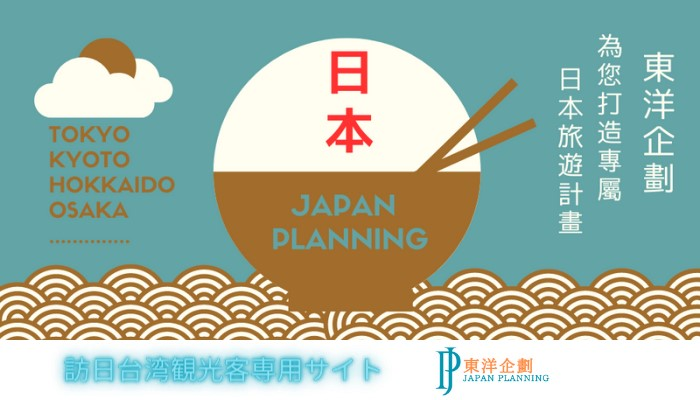 TOKYO
KYOTO
HOKKAIDO
OSAKA
..............
日本
JAPAN
PLANNING
東洋企劃
為您打造專屬
日本旅遊計畫
訪日台湾観光客専用サイト
JP
東洋企劃
JAPAN PLANNING